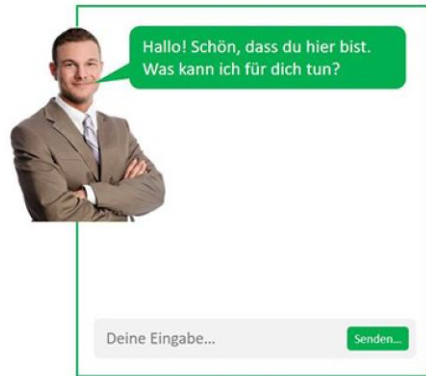 Hallo! Schön, dass du hier bist.
Was kann ich für dich tun?
Deine Eingabe...
Senden...